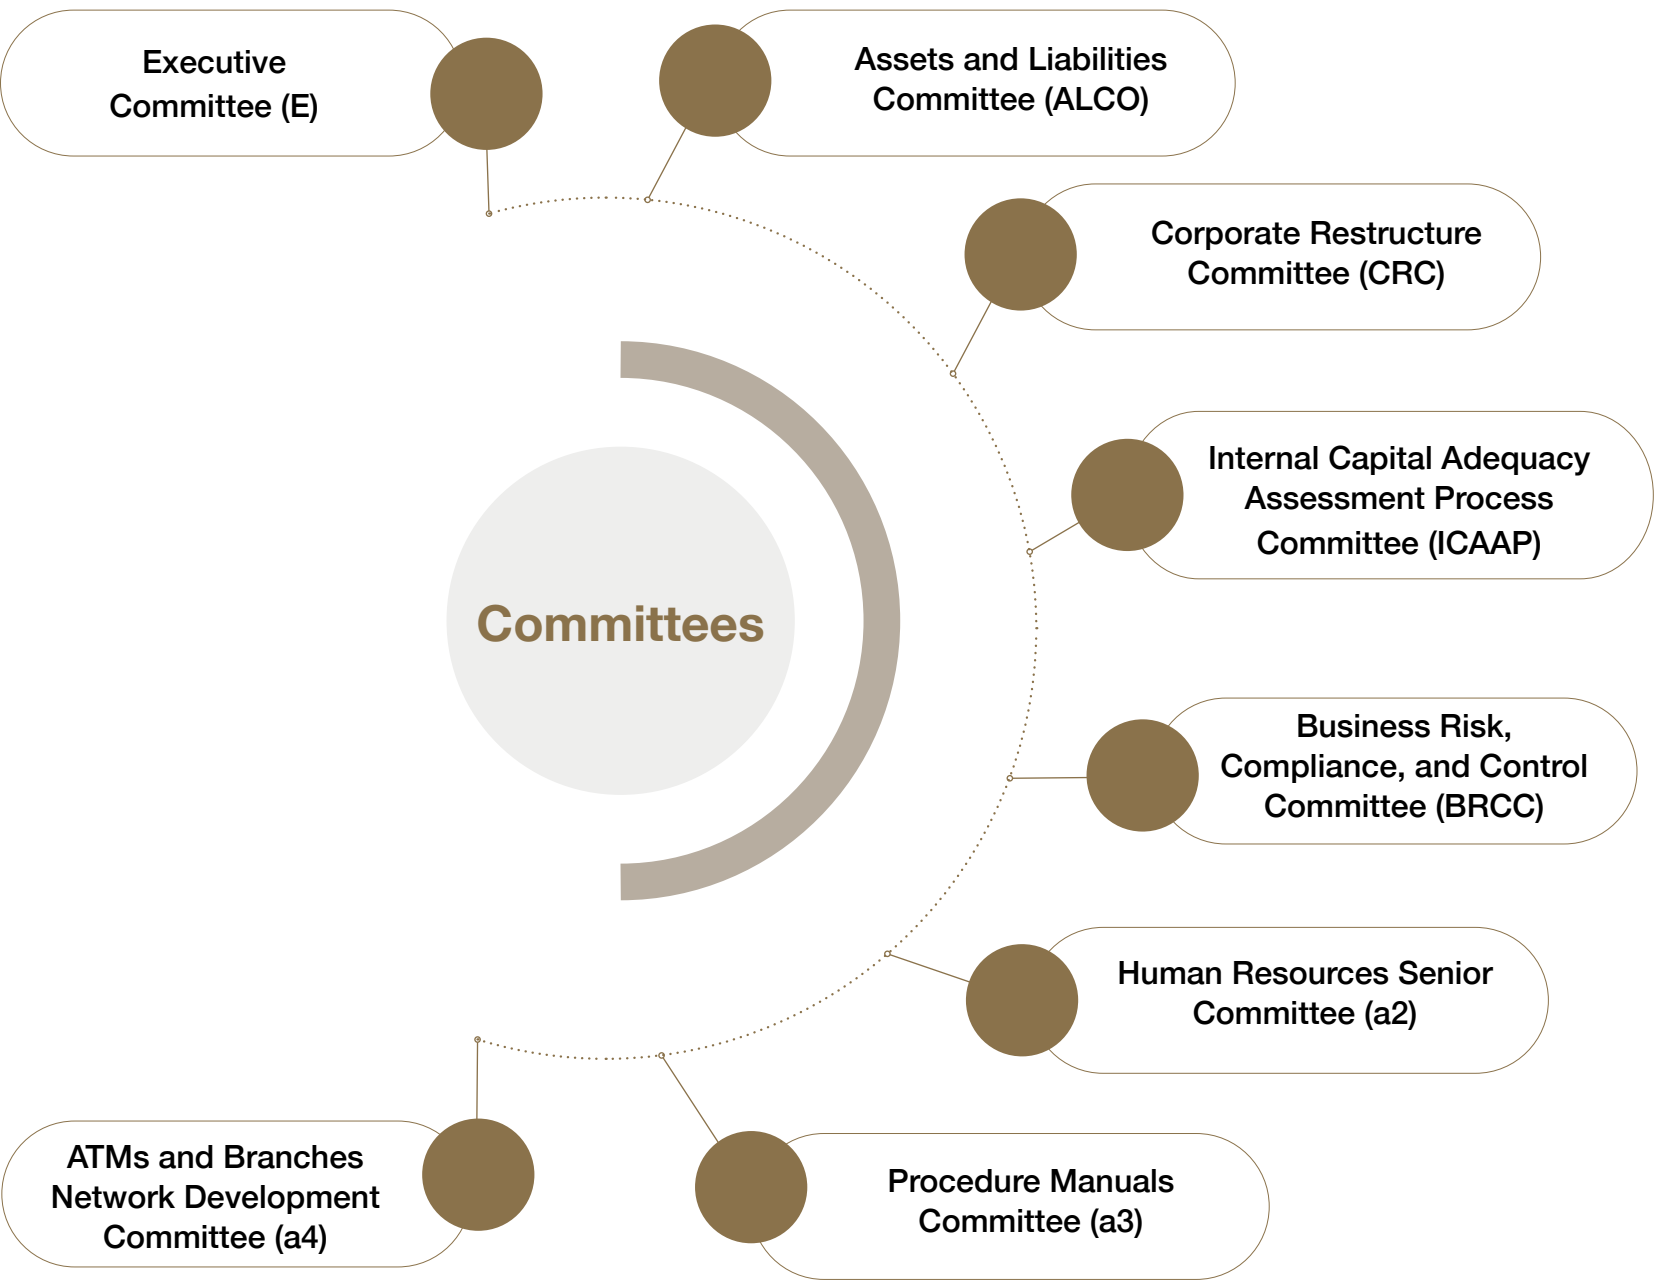 Executive
Committee (E)
Assets and Liabilities
Committee (ALCO)
Corporate Restructure
Committee (CRC)
Internal Capital Adequacy
Assessment Process
Committee (ICAAP)
Committees
Business Risk,
Compliance, and Control
Committee (BRCC)
Human Resources Senior
Committee (a2)
Procedure Manuals
Committee (a3)
ATMs and Branches
Network Development
Committee (a4)